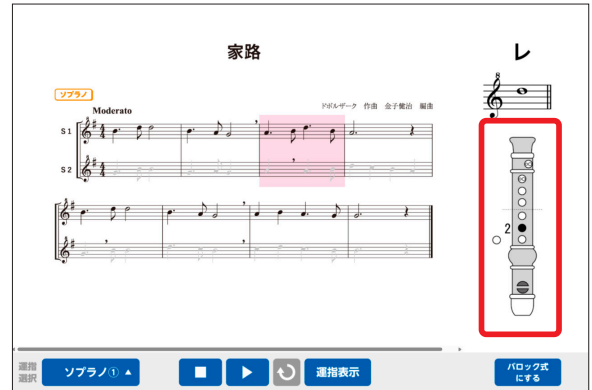 家路
レ
ソプラノ
Moderato
ドボルザーク 作曲 金子健治 編曲
8
S 1
S 2
2
運指
選択
ソプラノ① ▲
運指表示
バロック式
にする